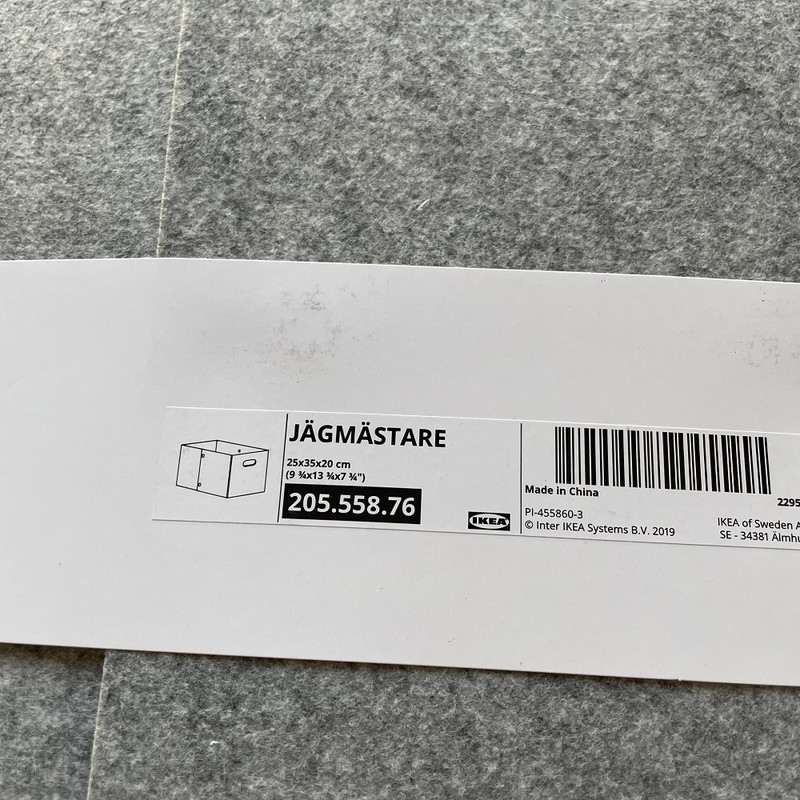 JÄGMÄSTARE
25x35x20 cm
(9 ¾x13 ¾x7 ¾")
205.558.76
IKEA
Made in China
PI-455860-3
© Inter IKEA Systems B.V. 2019
2295
IKEA of Sweden A
SE - 34381 Älmhu